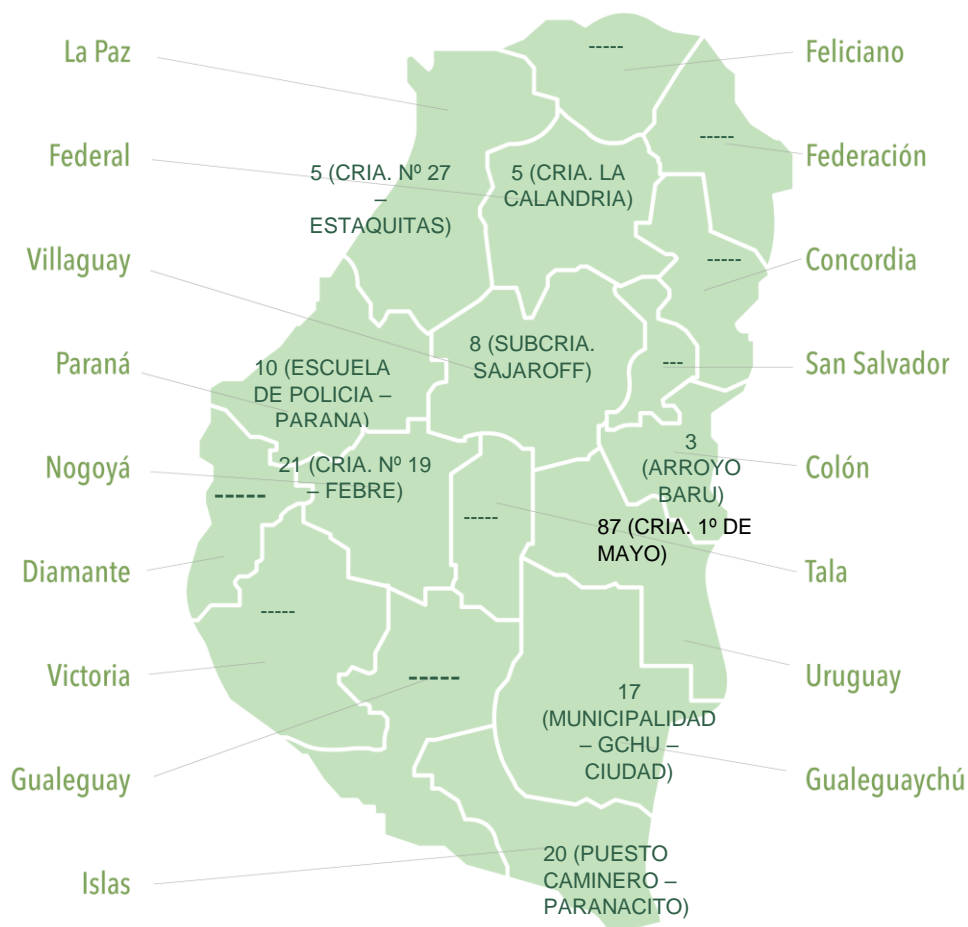 -----
La Paz
Feliciano
-----
Federal
Federación
5 (CRIA. Nº 27
–
ESTAQUITAS)
5 (CRIA. LA
CALANDRIA)
Villaguay
-----
Concordia
8 (SUBCRIA.
SAJAROFF)
---
Paraná
San Salvador
10 (ESCUELA
DE POLICIA –
PARANA)
Nogoyá
21 (CRIA. Nº 19
– FEBRE)
3
(ARROYO
BARU)
Colón
-----
-----
87 (CRIA. 1º DE
MAYO)
Diamante
Tala
-----
Victoria
-----
Uruguay
17
(MUNICIPALIDAD
– GCHU –
CIUDAD)
Gualeguay
Gualeguaychú
20 (PUESTO
CAMINERO –
PARANACITO)
Islas